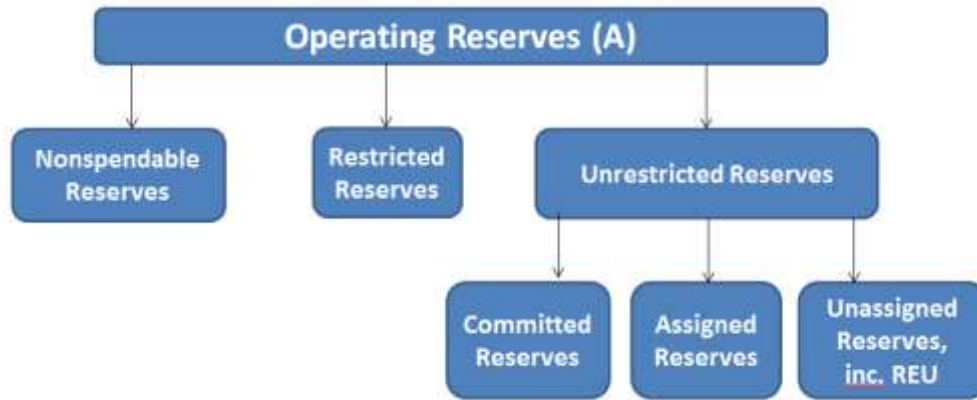 Operating Reserves (A)
Nonspendable
Reserves
Restricted
Reserves
Unrestricted Reserves
Committed
Reserves
Assigned
Reserves
Unassigned
Reserves,
inc. REU